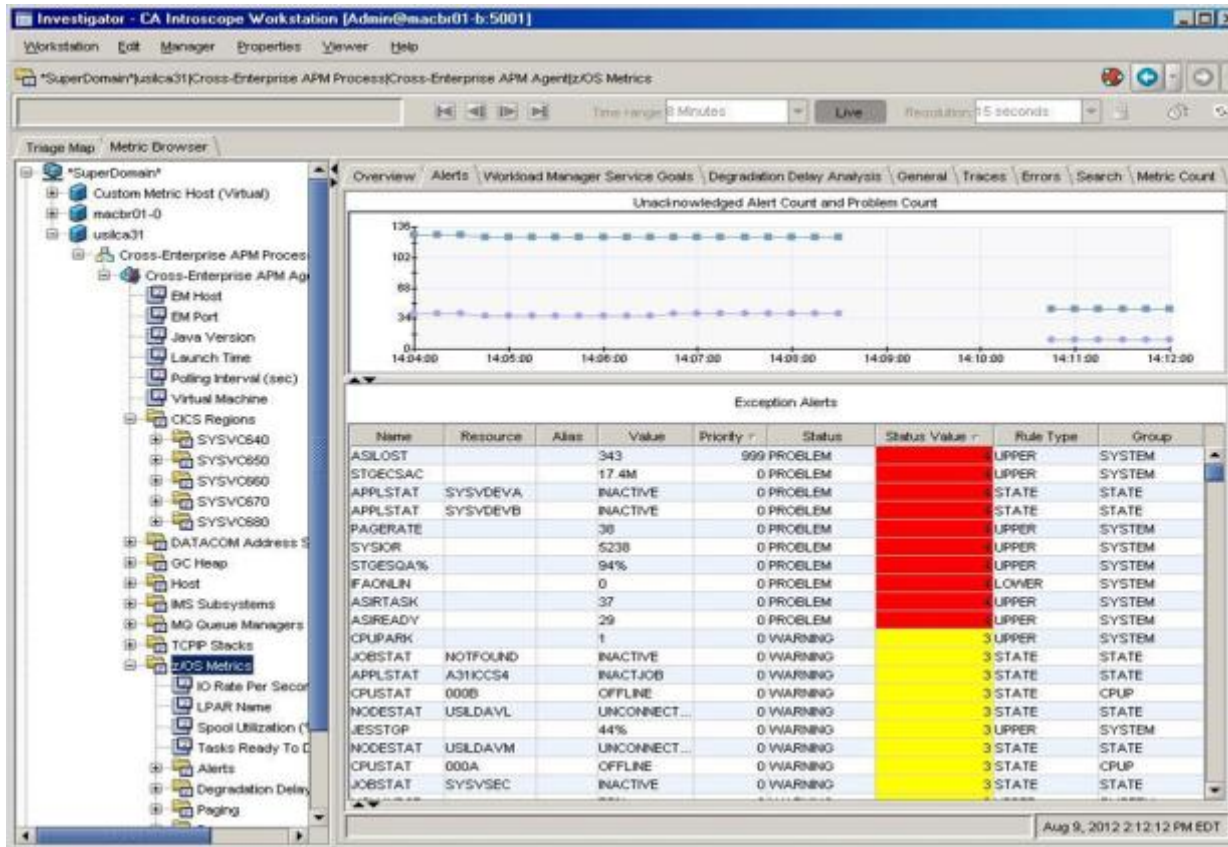 Investigator - CA Introscope Workstation [Admin@macbr01-b:5001]
Workstation Edit Manager Properties Viewer Help
*SuperDomain*|usilca31|Cross-Enterprise APM Process|Cross-Enterprise APM Agent|z/OS Metrics
Time range: 8 Minutes Live Resolution: 15 seconds
Triage Map Metric Browser
*SuperDomain*
Custom Metric Host (Virtual)
macbr01-0
usilca31
Cross-Enterprise APM Proces
Cross-Enterprise APM Ag
EM Host
EM Port
Java Version
Launch Time
Polling Interval (sec)
Virtual Machine
CICS Regions
SYSVC640
SYSVC650
SYSVC660
SYSVC670
SYSVC680
DATACOM Address S
GC Heap
Host
IMS Subsystems
MQ Queue Managers
TCPIP Stacks
z/OS Metrics
IO Rate Per Secon
LPAR Name
Spool Utilization (
Tasks Ready To D
Alerts
Degradation Delay
Paging
Overview Alerts Workload Manager Service Goals Degradation Delay Analysis General Traces Errors Search Metric Count
Unacknowledged Alert Count and Problem Count
136
102
68
34
0
14:04:00 14:05:00 14:06:00 14:07:00 14:08:00 14:09:00 14:10:00 14:11:00 14:12:00
Exception Alerts
Name Resource Alias Value Priority Status Status Value Rule Type Group
ASILOST 343 999 PROBLEM 4 UPPER SYSTEM
STGECSAC 17.4M 0 PROBLEM 4 UPPER SYSTEM
APPLSTAT SYSVDEVA INACTIVE 0 PROBLEM 4 STATE STATE
APPLSTAT SYSVDEVB INACTIVE 0 PROBLEM 4 STATE STATE
PAGERATE 38 0 PROBLEM 4 UPPER SYSTEM
SYSIOR 5238 0 PROBLEM 4 UPPER SYSTEM
STGESQA% 94% 0 PROBLEM 4 UPPER SYSTEM
IFAONLIN 0 0 PROBLEM 4 LOWER SYSTEM
ASIRTASK 37 0 PROBLEM 4 UPPER SYSTEM
ASIREADY 29 0 PROBLEM 4 UPPER SYSTEM
CPUPARK 1 0 WARNING 3 UPPER SYSTEM
JOBSTAT NOTFOUND INACTIVE 0 WARNING 3 STATE STATE
APPLSTAT A31ICCS4 INACTJOB 0 WARNING 3 STATE STATE
CPUSTAT 000B OFFLINE 0 WARNING 3 STATE CPUP
NODESTAT USILDAVL UNCONNECT... 0 WARNING 3 STATE STATE
JESSTGP 44% 0 WARNING 3 UPPER SYSTEM
NODESTAT USILDAVM UNCONNECT... 0 WARNING 3 STATE STATE
CPUSTAT 000A OFFLINE 0 WARNING 3 STATE CPUP
JOBSTAT SYSVSEC INACTIVE 0 WARNING 3 STATE STATE
Aug 9, 2012 2:12:12 PM EDT